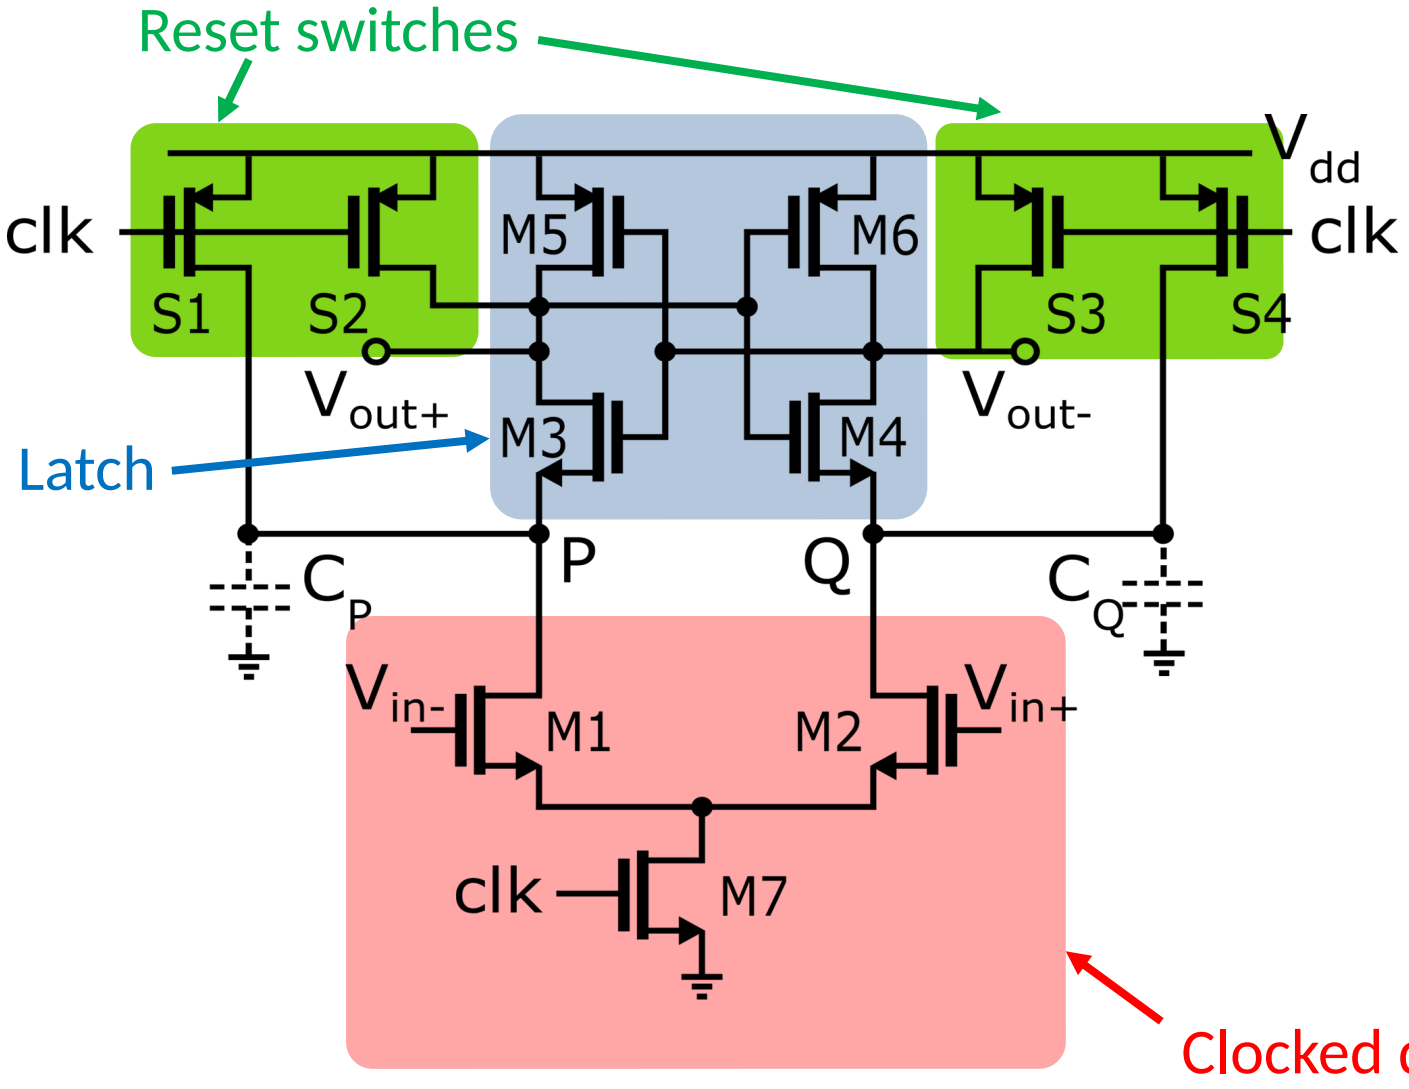 Reset switches
Vdd
clk
M5
M6
clk
S1
S2
S3
S4
Vout+
Vout-
M3
M4
Latch
P
Q
CP
CQ
Vin-
Vin+
M1
M2
clk
M7
Clocked